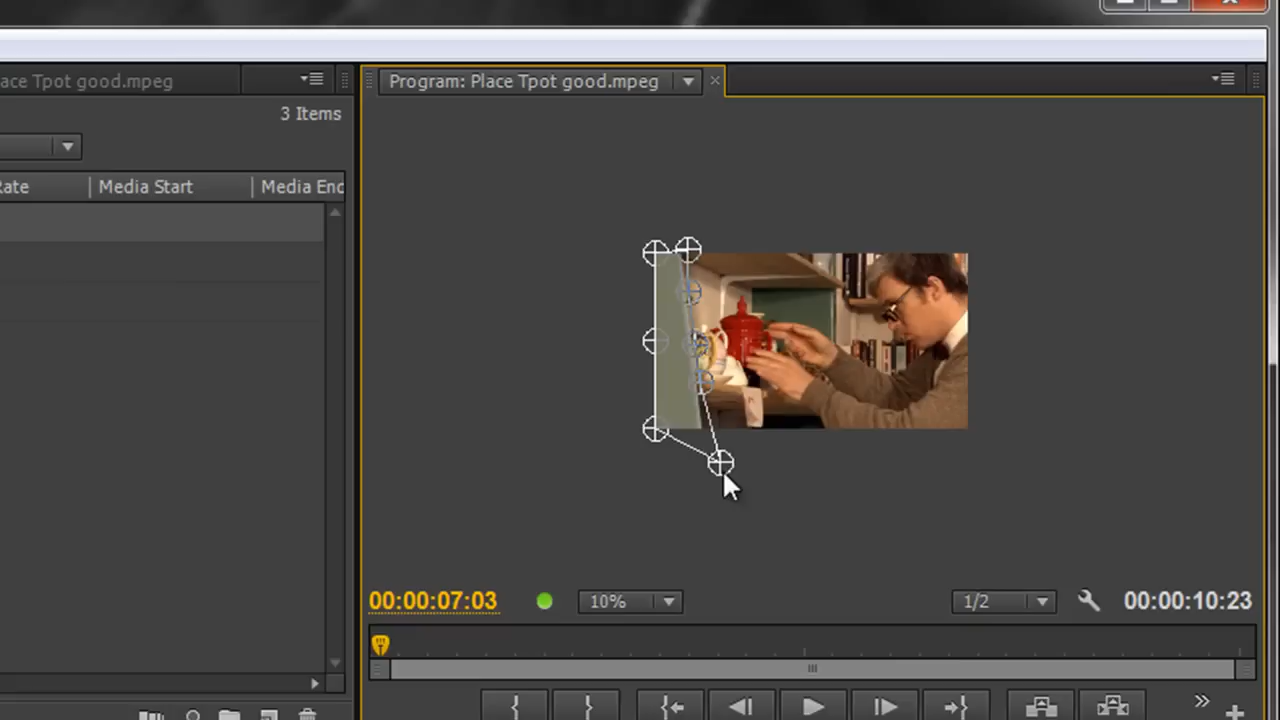 ace Tpot good.mpeg
Program: Place Tpot good.mpeg
3 Items
Rate
Media Start
Media End
00:00:07:03
10%
1/2
00:00:10:23